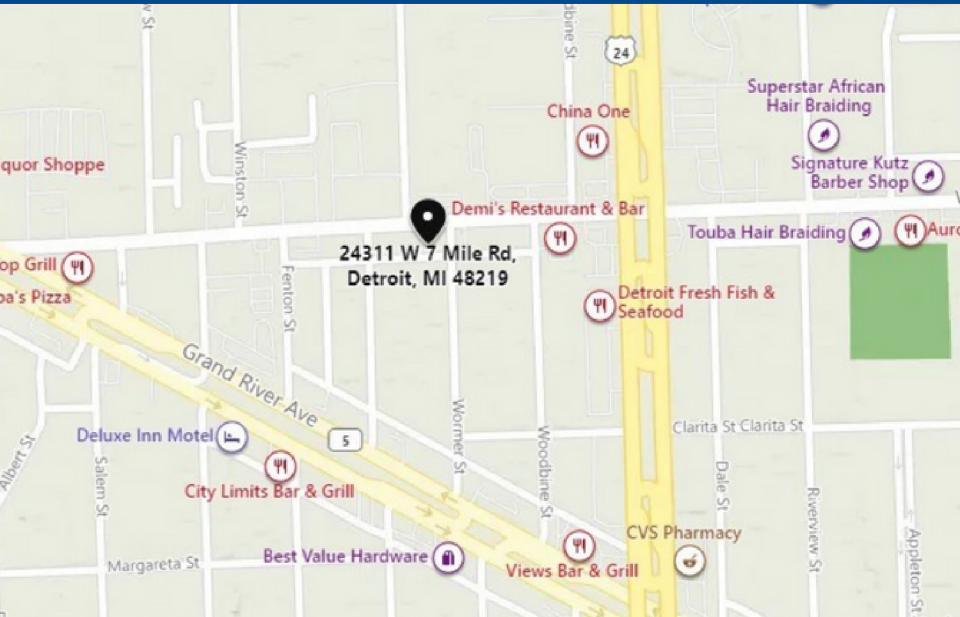 24
China One
Superstar African
Hair Braiding
Signature Kutz
Barber Shop
Winston St
Demi's Restaurant & Bar
Touba Hair Braiding
24311 W 7 Mile Rd,
Detroit, MI 48219
Grill
Pizza
Fenton St
Detroit Fresh Fish &
Seafood
Grand River Ave
5
Clarita St Clarita St
Deluxe Inn Motel
Wormer St
Woodbine St
Albert St
Salem St
City Limits Bar & Grill
Dale St
Riverview St
Appleton St
CVS Pharmacy
Best Value Hardware
Margareta St
Views Bar & Grill
Shoppe
St
St